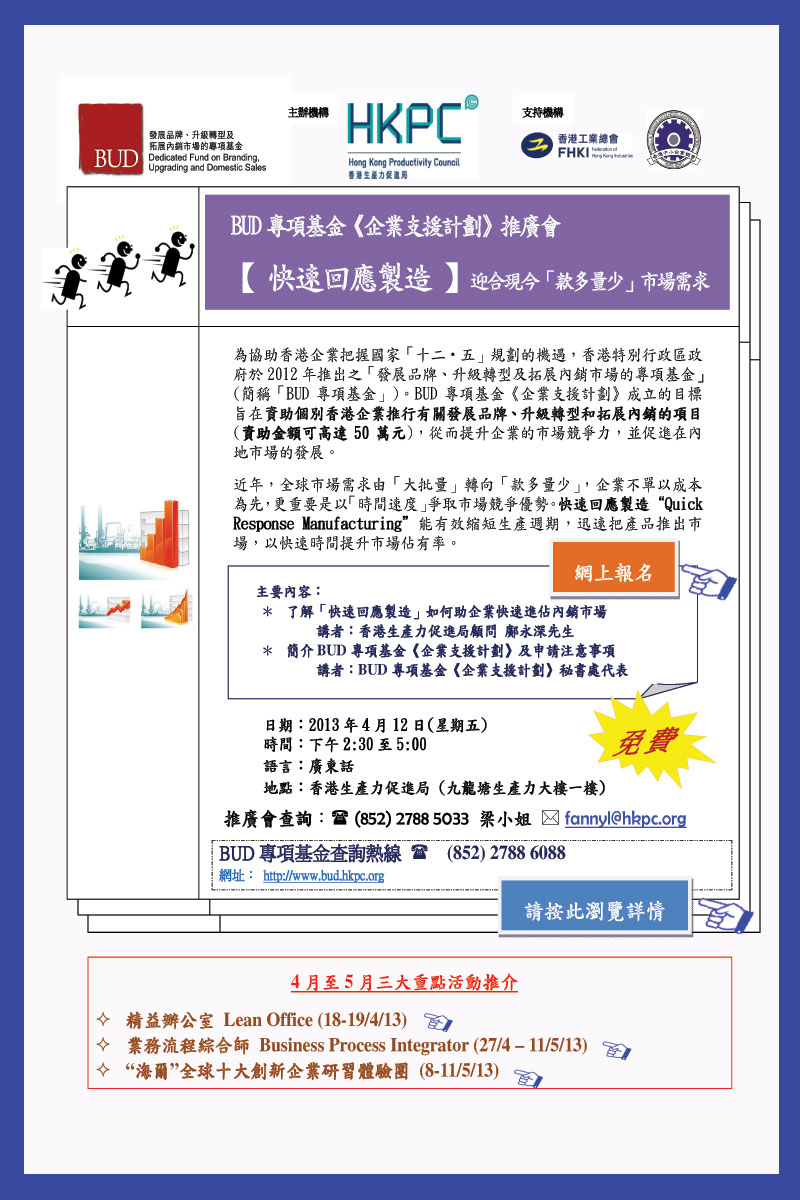 BUD
發展品牌、升級轉型及
拓展內銷市場的專項基金
Dedicated Fund on Branding,
Upgrading and Domestic Sales
主辦機構
HKPC
Hong Kong Productivity Council
香港生產力促進局
支持機構
香港工業總會
FHKI Federation of
Hong Kong Industries
BUD 專項基金《企業支援計劃》推廣會
【 快速回應製造 】迎合現今「款多量少」市場需求
為協助香港企業把握國家「十二・五」規劃的機遇，香港特別行政區政
府於 2012 年推出之「發展品牌、升級轉型及拓展內銷市場的專項基金」
(簡稱「BUD 專項基金」)。BUD 專項基金《企業支援計劃》成立的目標
旨在資助個別香港企業推行有關發展品牌、升級轉型和拓展內銷的項目
(資助金額可高達 50 萬元)，從而提升企業的市場競爭力，並促進在內
地市場的發展。
近年，全球市場需求由「大批量」轉向「款多量少」，企業不單以成本
為先，更重要是以「時間速度」爭取市場競爭優勢。快速回應製造 “Quick
Response Manufacturing” 能有效縮短生產週期，迅速把產品推出市
場，以快速時間提升市場佔有率。
網上報名
主要內容：
＊ 了解「快速回應製造」如何助企業快速進佔內銷市場
講者：香港生產力促進局顧問 鄺永深先生
＊ 簡介 BUD 專項基金《企業支援計劃》及申請注意事項
講者：BUD 專項基金《企業支援計劃》秘書處代表
免費
日期：2013 年 4 月 12 日(星期五)
時間：下午 2:30 至 5:00
語言：廣東話
地點：香港生產力促進局 (九龍塘生產力大樓一樓)
推廣會查詢：☎ (852) 2788 5033 梁小姐 ✉ fannyl@hkpc.org
BUD 專項基金查詢熱線 ☎ (852) 2788 6088
網址： http://www.bud.hkpc.org
請按此瀏覽詳情
4 月至 5 月三大重點活動推介
✧ 精益辦公室 Lean Office (18-19/4/13)
✧ 業務流程綜合師 Business Process Integrator (27/4 – 11/5/13)
✧ “海爾”全球十大創新企業研習體驗團 (8-11/5/13)